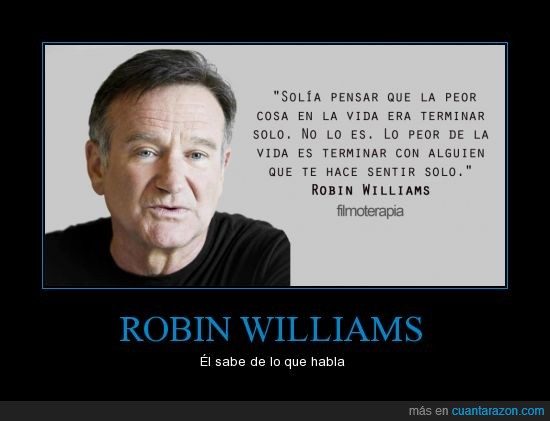 "Solía pensar que la peor
cosa en la vida era terminar
solo. No lo es. Lo peor de la
vida es terminar con alguien
que te hace sentir solo."
Robin Williams
filmoterapia
ROBIN WILLIAMS
Él sabe de lo que habla
más en cuantarazon.com